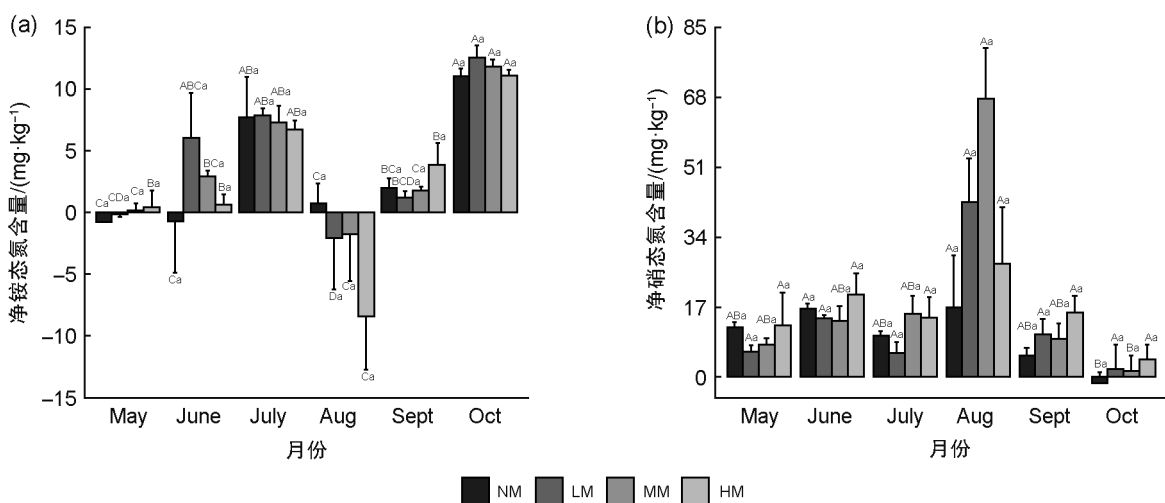 (a)
净铵态氮含量/(mg·kg⁻¹)
15
10
5
0
−5
−10
−15
Ca CDa Ca Ba
Ca ABCa BCa Ba
ABa ABa ABa ABa
Ca Da Ca Ca
BCa BCDa Ca Ba
Aa Aa Aa Aa
May June July Aug Sept Oct
月份
(b)
净硝态氮含量/(mg·kg⁻¹)
85
68
51
34
17
0
ABa Aa ABa Aa
Aa Aa ABa Aa
ABa Aa Aa Aa
Aa Aa Aa Aa
ABa Aa ABa Aa
Ba Aa Ba Aa
May June July Aug Sept Oct
月份
NM LM MM HM